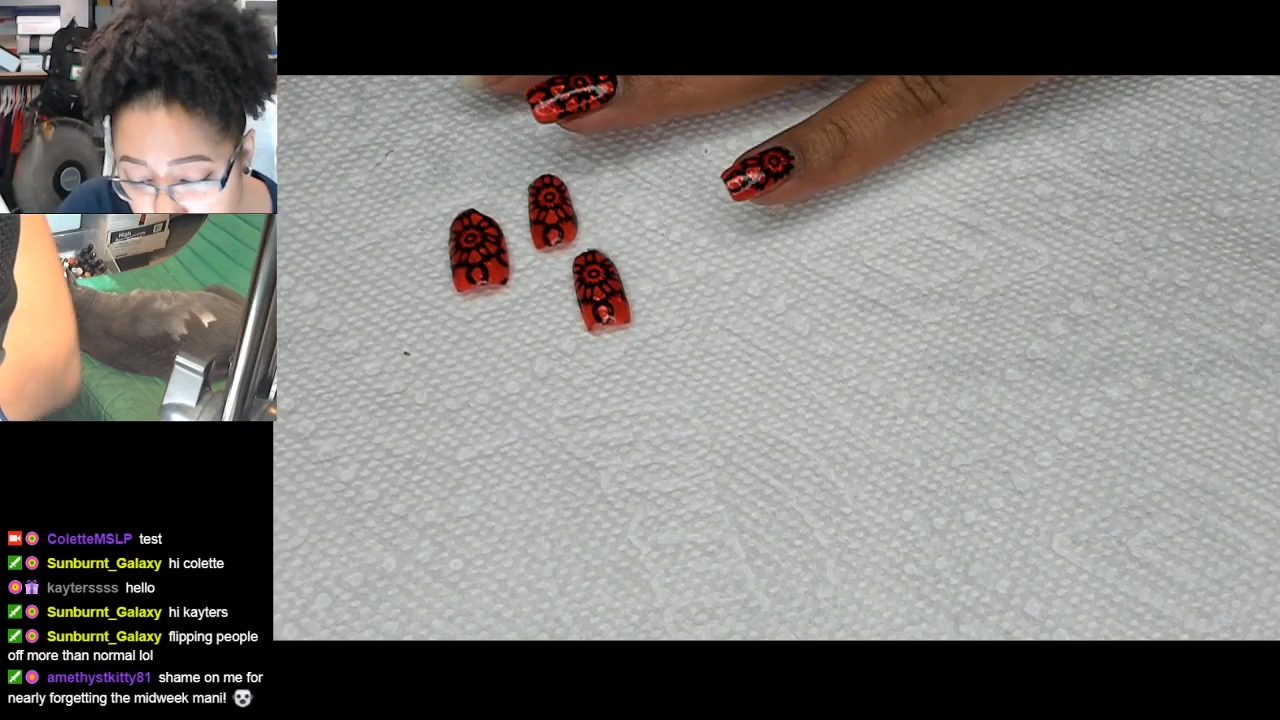 High
ColetteMSLP test
Sunburnt_Galaxy hi colette
kayterssss hello
Sunburnt_Galaxy hi kayters
Sunburnt_Galaxy flipping people
off more than normal lol
amethystkitty81 shame on me for
nearly forgetting the midweek mani!